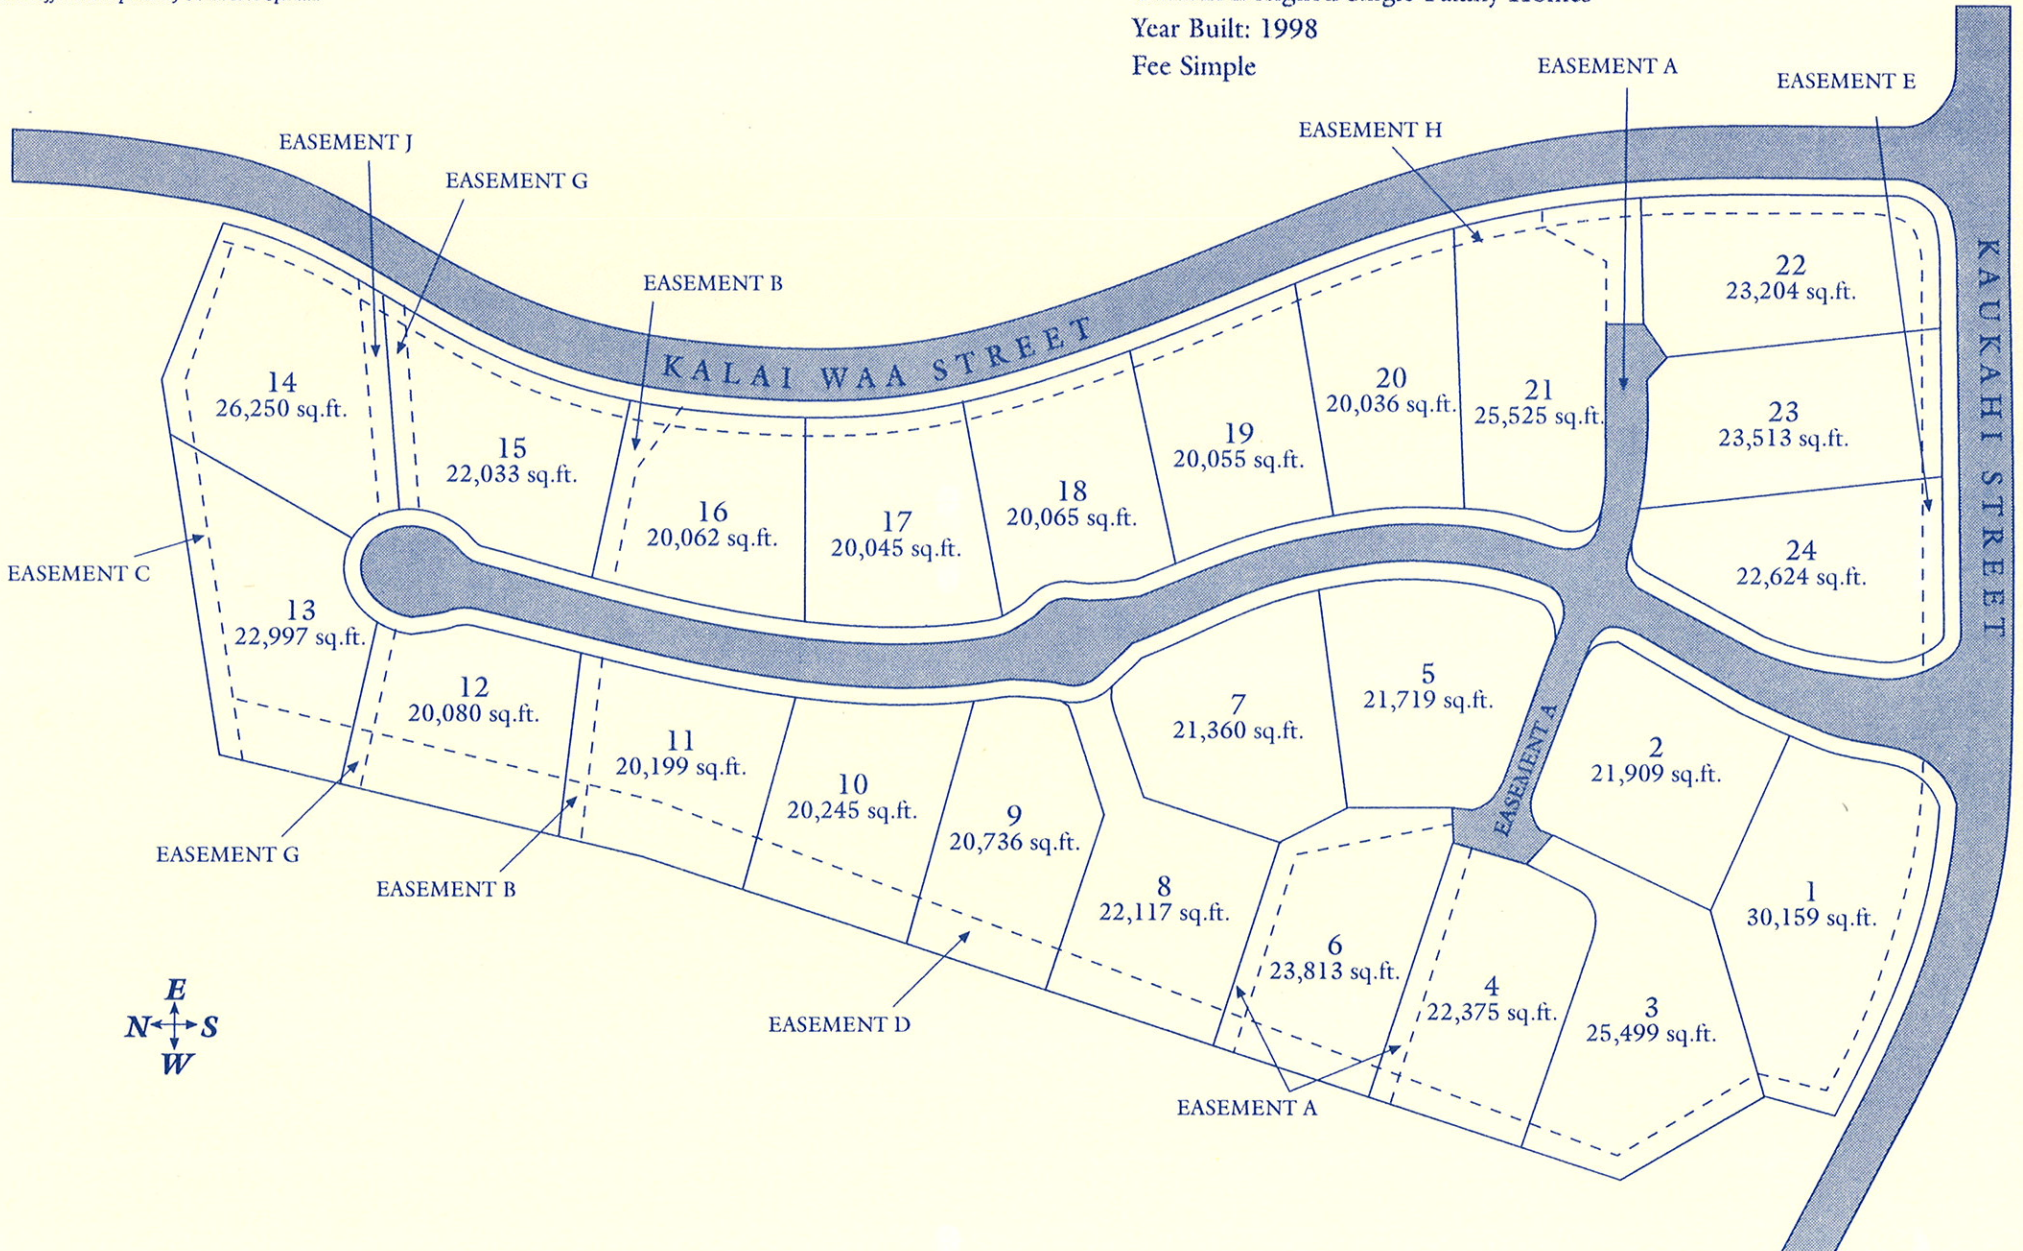 Year Built: 1998
Fee Simple
EASEMENT A
EASEMENT E
EASEMENT H
EASEMENT J
EASEMENT G
EASEMENT B
KALAI WAA STREET
KAUKAHI STREET
22
23,204 sq.ft.
14
26,250 sq.ft.
15
22,033 sq.ft.
16
20,062 sq.ft.
17
20,045 sq.ft.
18
20,065 sq.ft.
19
20,055 sq.ft.
20
20,036 sq.ft.
21
25,525 sq.ft.
23
23,513 sq.ft.
24
22,624 sq.ft.
EASEMENT C
13
22,997 sq.ft.
12
20,080 sq.ft.
11
20,199 sq.ft.
10
20,245 sq.ft.
9
20,736 sq.ft.
8
22,117 sq.ft.
7
21,360 sq.ft.
5
21,719 sq.ft.
EASEMENT A
2
21,909 sq.ft.
1
30,159 sq.ft.
6
23,813 sq.ft.
4
22,375 sq.ft.
3
25,499 sq.ft.
EASEMENT G
EASEMENT B
EASEMENT D
EASEMENT A
E
N S
W